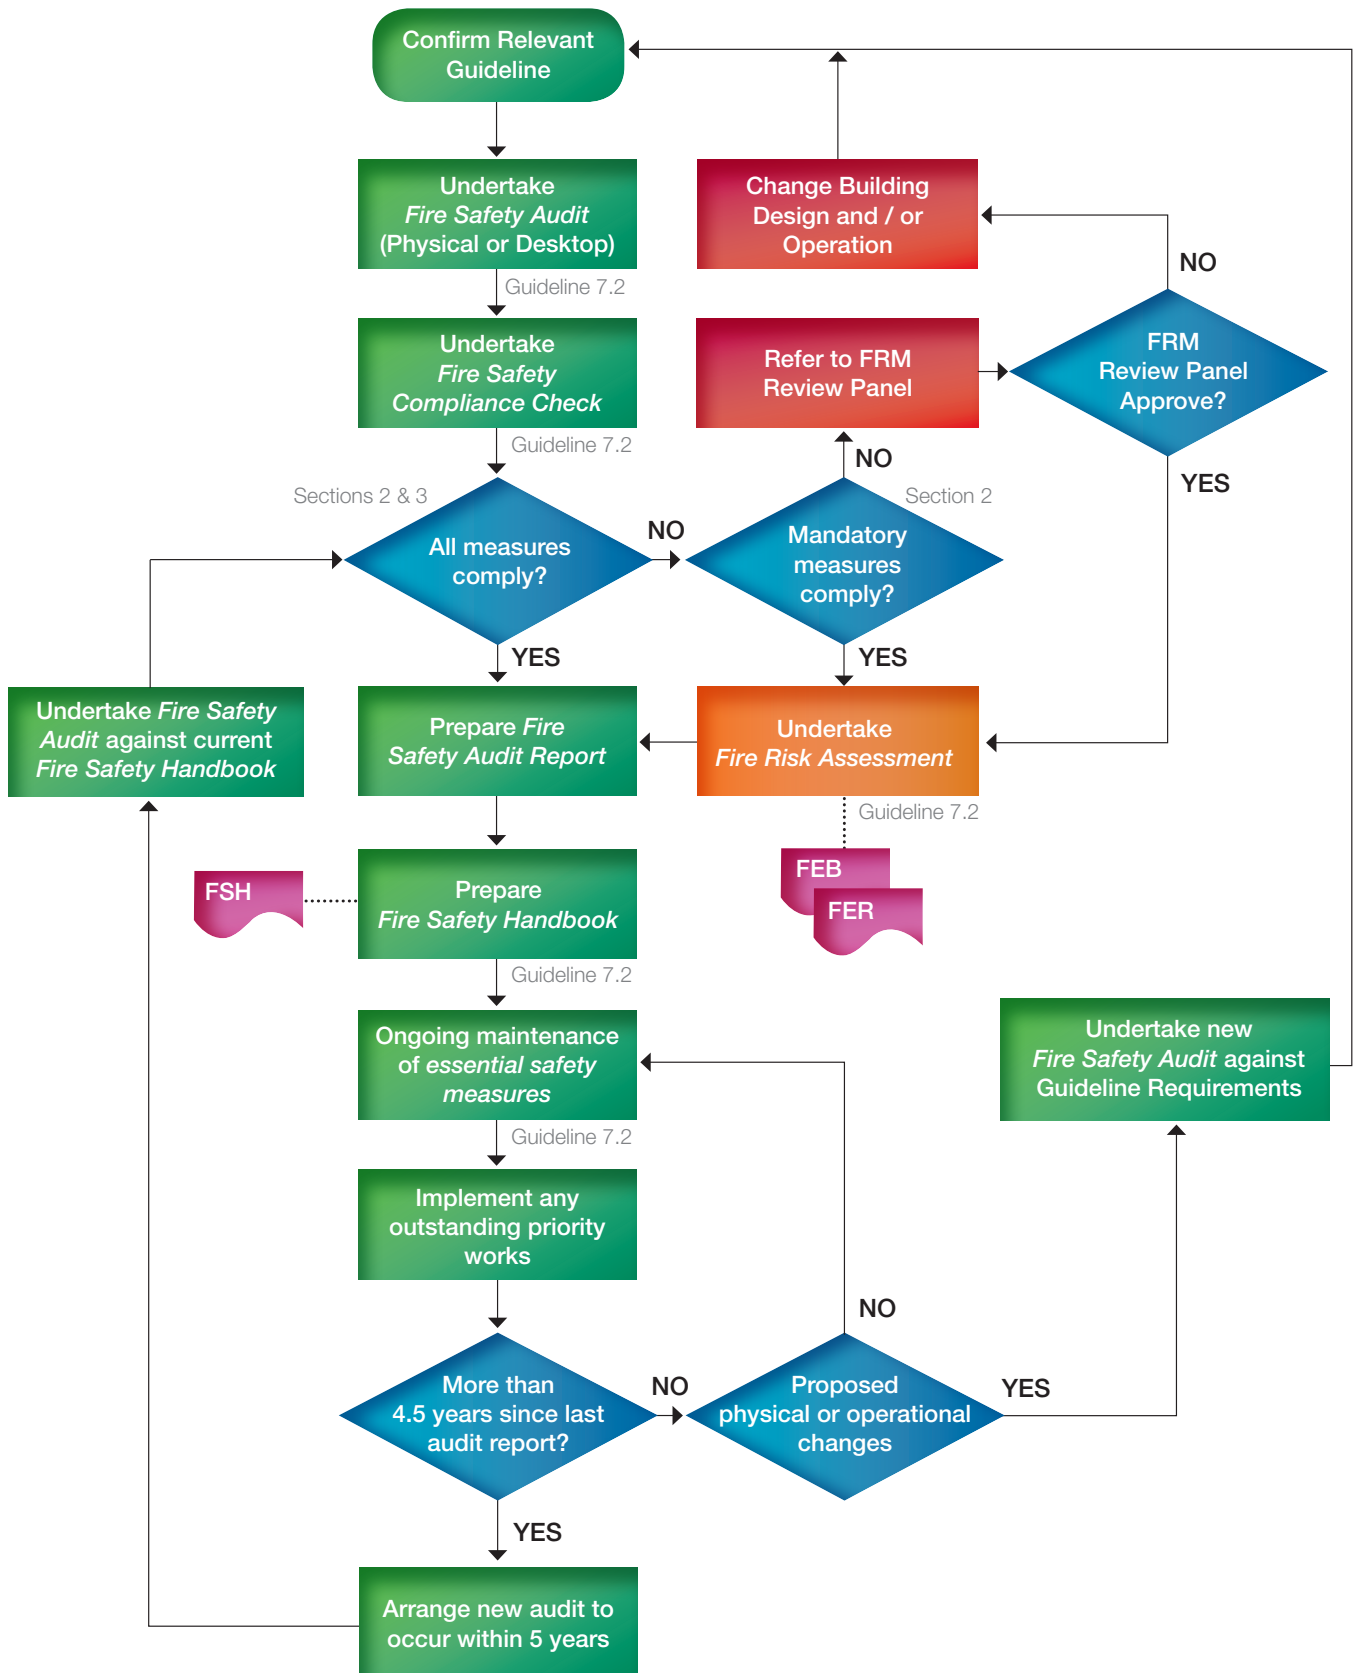 Confirm Relevant
Guideline
Undertake
Fire Safety Audit
(Physical or Desktop)
Change Building
Design and / or
Operation
NO
Guideline 7.2
Undertake
Fire Safety
Compliance Check
Refer to FRM
Review Panel
FRM
Review Panel
Approve?
Guideline 7.2
NO
YES
Sections 2 & 3
Section 2
All measures
comply?
NO
Mandatory
measures
comply?
YES
YES
Undertake Fire Safety
Audit against current
Fire Safety Handbook
Prepare Fire
Safety Audit Report
Undertake
Fire Risk Assessment
Guideline 7.2
FEB
FER
FSH
Prepare
Fire Safety Handbook
Guideline 7.2
Ongoing maintenance
of essential safety
measures
Undertake new
Fire Safety Audit against
Guideline Requirements
Guideline 7.2
Implement any
outstanding priority
works
NO
More than
4.5 years since last
audit report?
NO
Proposed
physical or operational
changes
YES
YES
Arrange new audit to
occur within 5 years